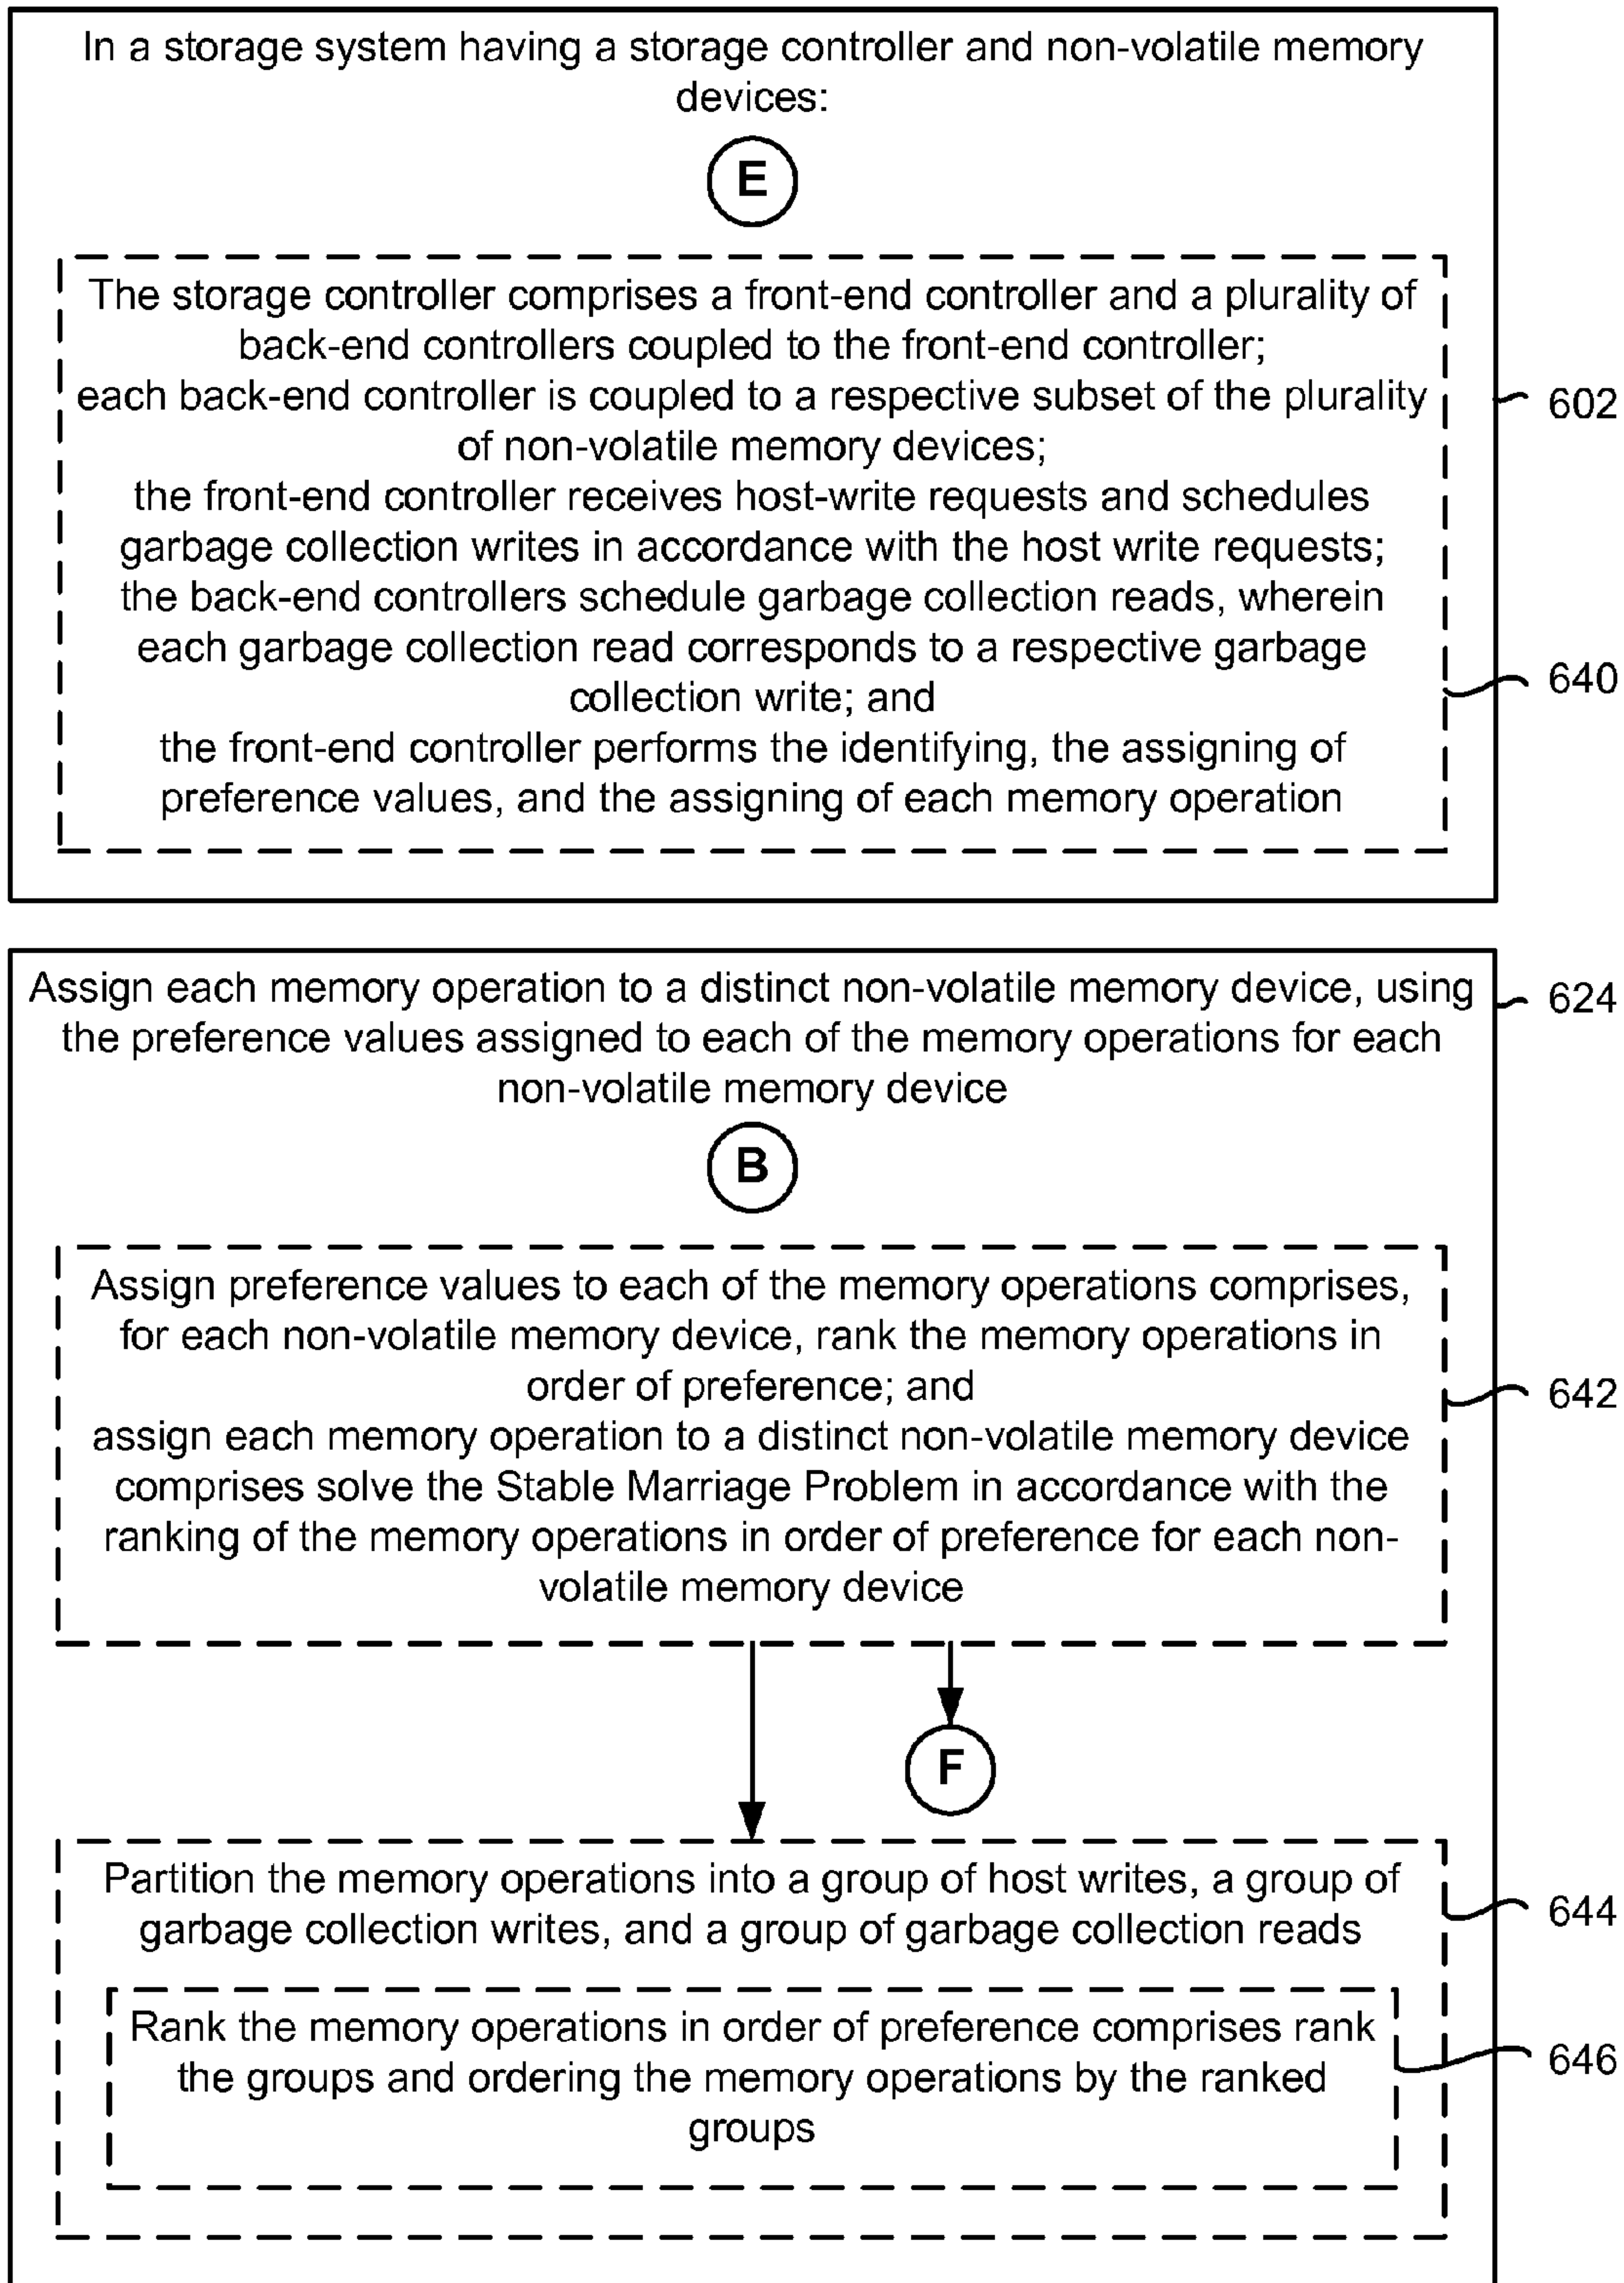 In a storage system having a storage controller and non-volatile memory
devices:
E
The storage controller comprises a front-end controller and a plurality of
back-end controllers coupled to the front-end controller;
each back-end controller is coupled to a respective subset of the plurality
of non-volatile memory devices;
the front-end controller receives host-write requests and schedules
garbage collection writes in accordance with the host write requests;
the back-end controllers schedule garbage collection reads, wherein
each garbage collection read corresponds to a respective garbage
collection write; and
the front-end controller performs the identifying, the assigning of
preference values, and the assigning of each memory operation
602
640
Assign each memory operation to a distinct non-volatile memory device, using
the preference values assigned to each of the memory operations for each
non-volatile memory device
624
B
Assign preference values to each of the memory operations comprises,
for each non-volatile memory device, rank the memory operations in
order of preference; and
assign each memory operation to a distinct non-volatile memory device
comprises solve the Stable Marriage Problem in accordance with the
ranking of the memory operations in order of preference for each non-
volatile memory device
642
F
Partition the memory operations into a group of host writes, a group of
garbage collection writes, and a group of garbage collection reads
644
Rank the memory operations in order of preference comprises rank
the groups and ordering the memory operations by the ranked
groups
646